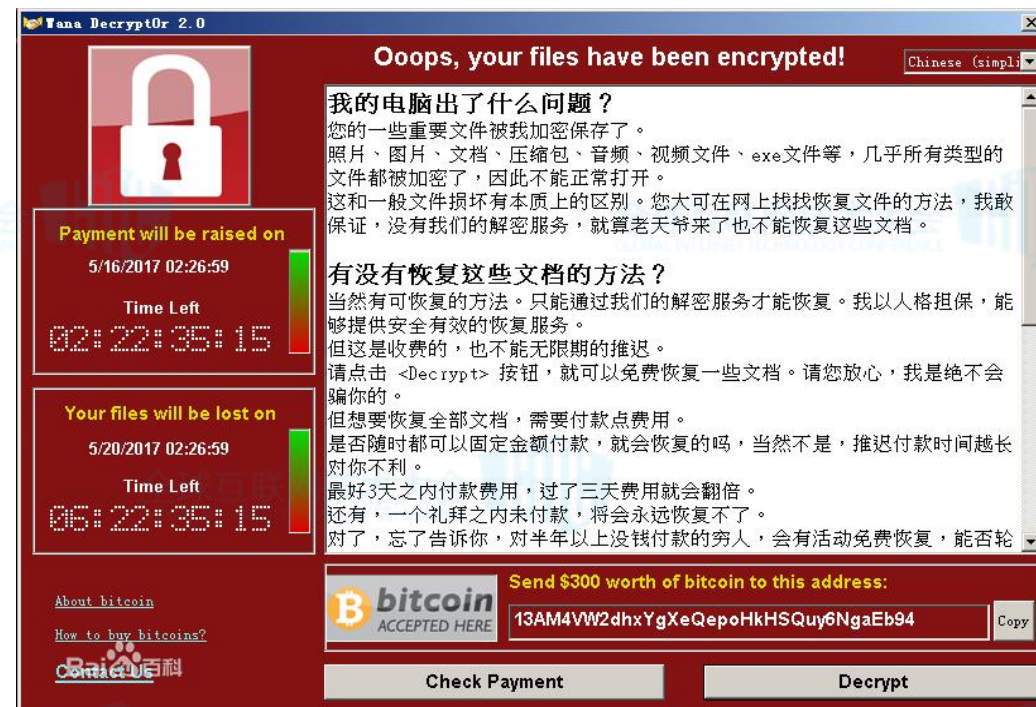 Wana Decrypt0r 2.0
Ooops, your files have been encrypted!
Chinese (simpli
我的电脑出了什么问题？
您的一些重要文件被我加密保存了。
照片、图片、文档、压缩包、音频、视频文件、exe文件等，几乎所有类型的
文件都被加密了，因此不能正常打开。
这和一般文件损坏有本质上的区别。您大可在网上找找恢复文件的方法，我敢
保证，没有我们的解密服务，就算老天爷来了也不能恢复这些文档。
有没有恢复这些文档的方法？
当然有可恢复的方法。只能通过我们的解密服务才能恢复。我以人格担保，能
够提供安全有效的恢复服务。
但这是收费的，也不能无限期的推迟。
请点击 <Decrypt> 按钮，就可以免费恢复一些文档。请您放心，我是绝不会
骗你的。
但想要恢复全部文档，需要付款点费用。
是否随时都可以固定金额付款，就会恢复的吗，当然不是，推迟付款时间越长
对你不利。
最好3天之内付款费用，过了三天费用就会翻倍。
还有，一个礼拜之内未付款，将会永远恢复不了。
对了，忘了告诉你，对半年以上没钱付款的穷人，会有活动免费恢复，能否轮
Payment will be raised on
5/16/2017 02:26:59
Time Left
02:22:35:15
Your files will be lost on
5/20/2017 02:26:59
Time Left
06:22:35:15
About bitcoin
How to buy bitcoins?
Contact Us
Bai百科
bitcoin
ACCEPTED HERE
Send $300 worth of bitcoin to this address:
13AM4VW2dhxYgXeQepoHkHSQuy6NgaEb94
Copy
Check Payment
Decrypt